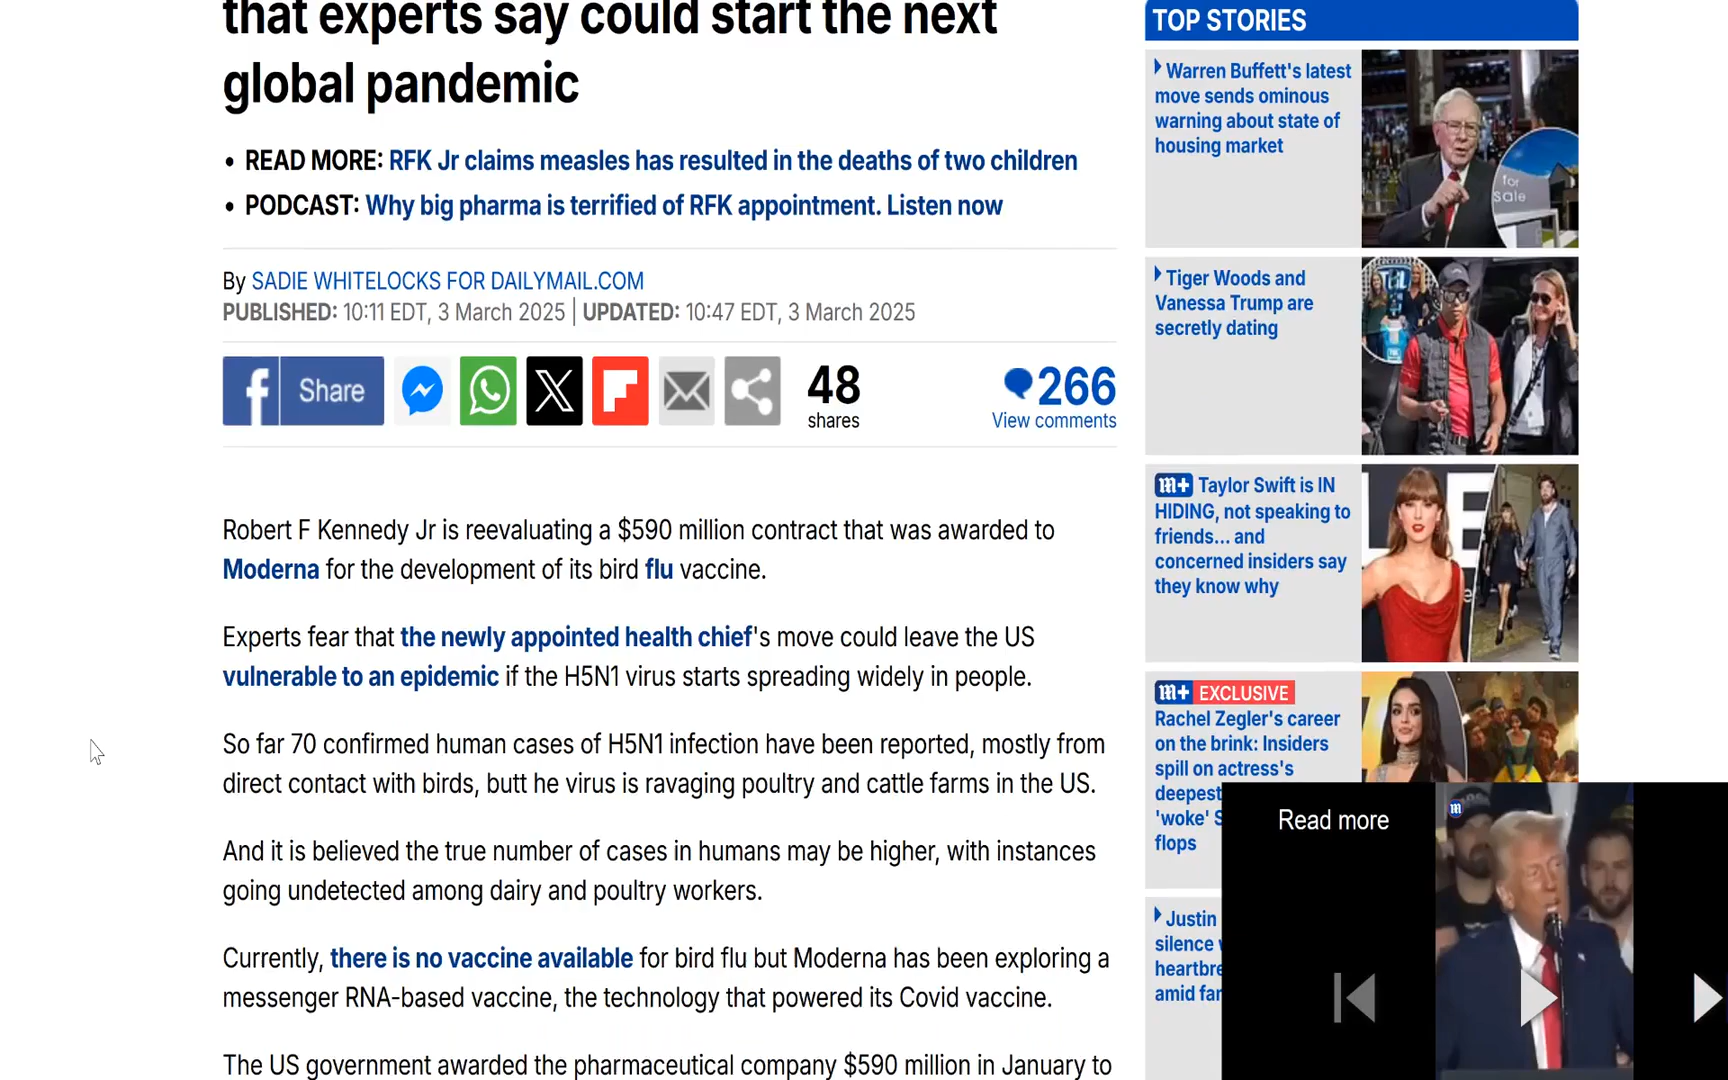 that experts say could start the next
global pandemic
• READ MORE: RFK Jr claims measles has resulted in the deaths of two children
• PODCAST: Why big pharma is terrified of RFK appointment. Listen now
By SADIE WHITELOCKS FOR DAILYMAIL.COM
PUBLISHED: 10:11 EDT, 3 March 2025 | UPDATED: 10:47 EDT, 3 March 2025
Share
48
shares
266
View comments
Robert F Kennedy Jr is reevaluating a $590 million contract that was awarded to
Moderna for the development of its bird flu vaccine.
Experts fear that the newly appointed health chief's move could leave the US
vulnerable to an epidemic if the H5N1 virus starts spreading widely in people.
So far 70 confirmed human cases of H5N1 infection have been reported, mostly from
direct contact with birds, butt he virus is ravaging poultry and cattle farms in the US.
And it is believed the true number of cases in humans may be higher, with instances
going undetected among dairy and poultry workers.
Currently, there is no vaccine available for bird flu but Moderna has been exploring a
messenger RNA-based vaccine, the technology that powered its Covid vaccine.
The US government awarded the pharmaceutical company $590 million in January to
TOP STORIES
Warren Buffett's latest
move sends ominous
warning about state of
housing market
for
sale
Tiger Woods and
Vanessa Trump are
secretly dating
m+ Taylor Swift is IN
HIDING, not speaking to
friends... and
concerned insiders say
they know why
m+ EXCLUSIVE
Rachel Zegler's career
on the brink: Insiders
spill on actress's
deepest
'woke' S
flops
Justin
silence
heartbre
amid fa
Read more